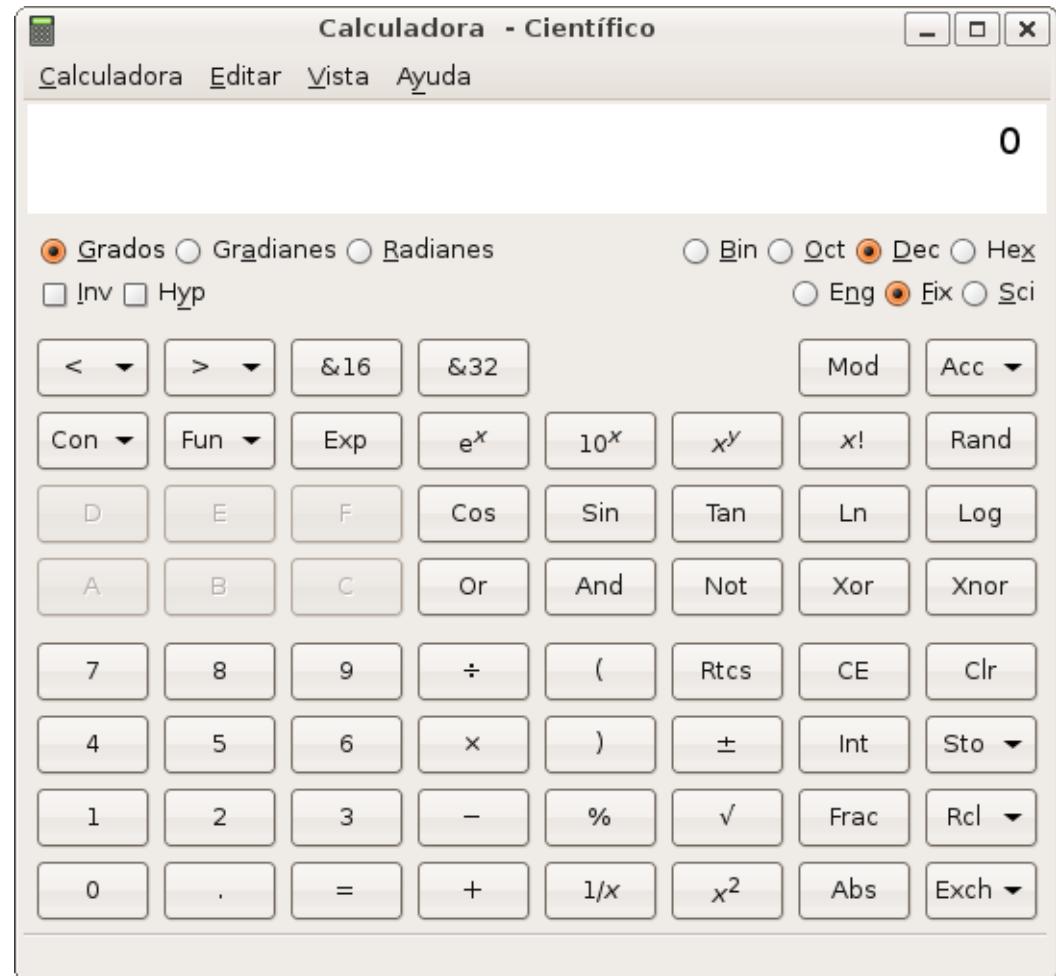 Calculadora - Científico
Calculadora Editar Vista Ayuda
0
Grados Gradianes Radianes Bin Oct Dec Hex
Inv Hyp Eng Fix Sci
< > &16 &32 Mod Acc
Con Fun Exp eˣ 10ˣ xʸ x! Rand
D E F Cos Sin Tan Ln Log
A B C Or And Not Xor Xnor
7 8 9 ÷ ( Rtcs CE Clr
4 5 6 × ) ± Int Sto
1 2 3 − % √ Frac Rcl
0 . = + 1/x x² Abs Exch